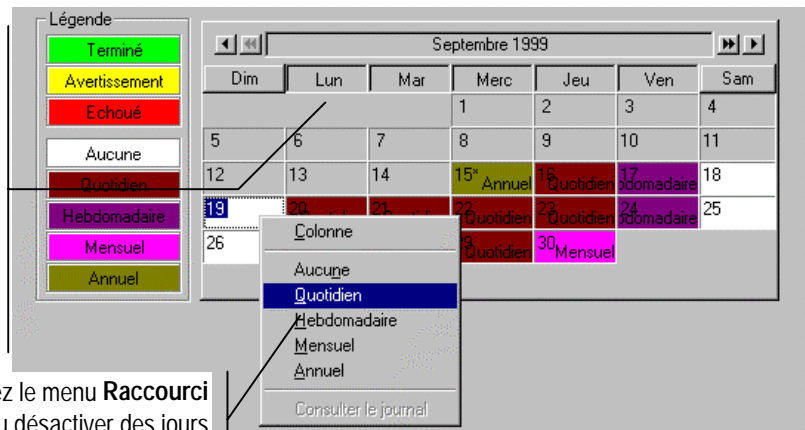 Légende
Terminé
Avertissement
Echoué
Aucune
Quotidien
Hebdomadaire
Mensuel
Annuel
Septembre 1999
Dim Lun Mar Merc Jeu Ven Sam
1 2 3 4
5 6 7 8 9 10 11
12 13 14 15* Annuel 16 Quotidien 17 bdomadaire 18
19 20 21 22 Quotidien 23 Quotidien 24 bdomadaire 25
26 29 Quotidien 30 Mensuel
Colonne
Aucune
Quotidien
Hebdomadaire
Mensuel
Annuel
Consulter le journal
ez le menu Raccourci
u désactiver des jours